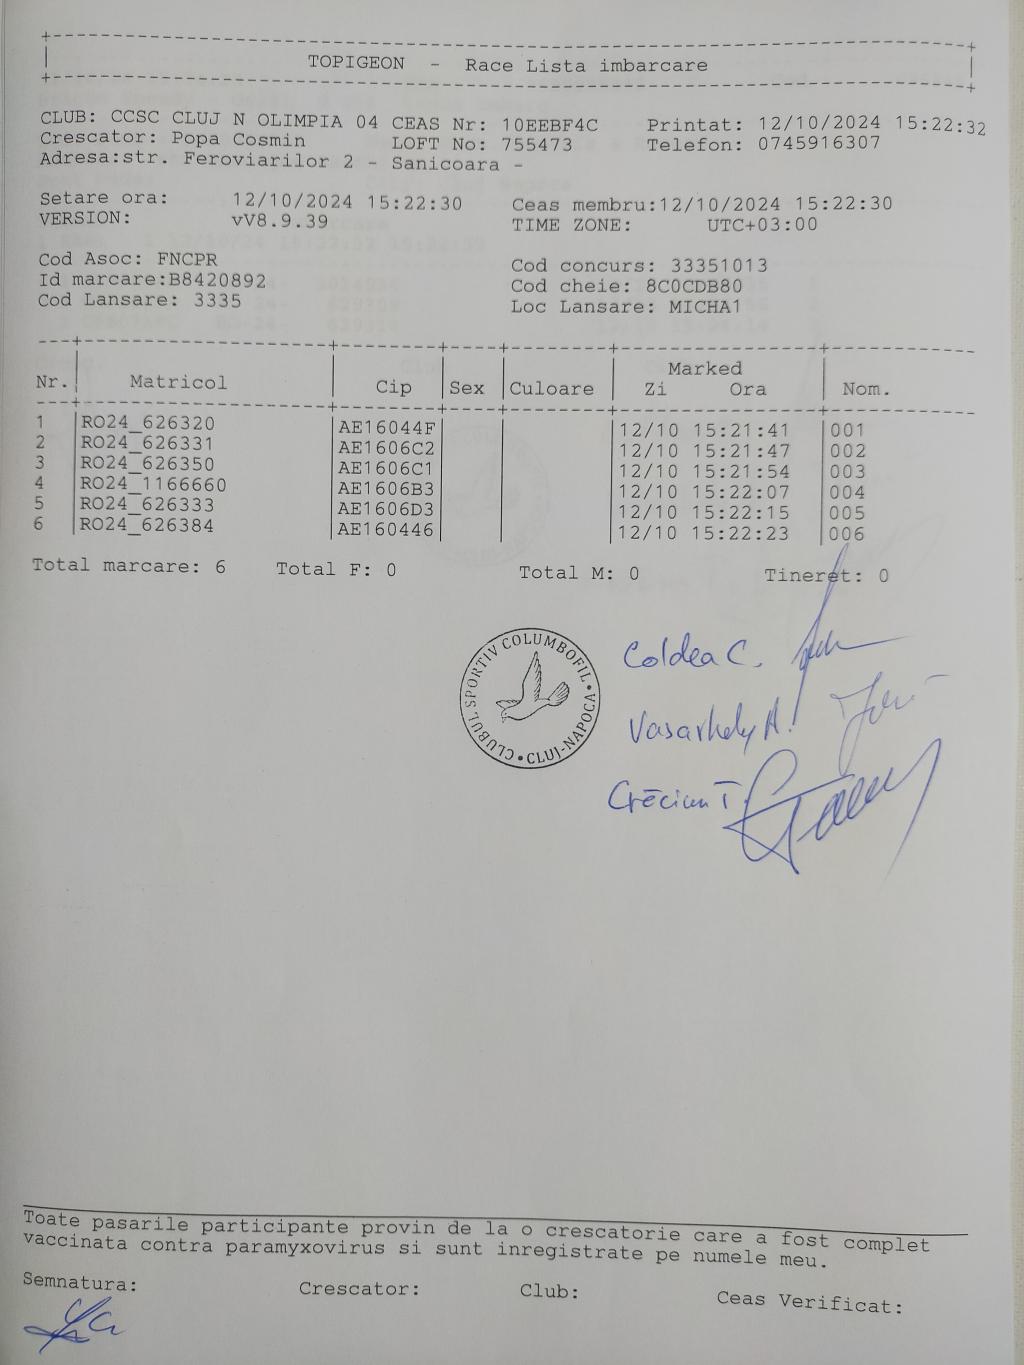 TOPIGEON - Race Lista imbarcare
CLUB: CCSC CLUJ N OLIMPIA 04 CEAS Nr: 10EEBF4C Printat: 12/10/2024 15:22:32
Crescator: Popa Cosmin LOFT No: 755473 Telefon: 0745916307
Adresa:str. Feroviarilor 2 - Sanicoara -
Setare ora: 12/10/2024 15:22:30 Ceas membru:12/10/2024 15:22:30
VERSION: vV8.9.39 TIME ZONE: UTC+03:00
Cod Asoc: FNCPR Cod concurs: 33351013
Id marcare:B8420892 Cod cheie: 8C0CDB80
Cod Lansare: 3335 Loc Lansare: MICHA1
Marked
Nr. Matricol Cip Sex Culoare Zi Ora Nom.
1 RO24_626320 AE16044F 12/10 15:21:41 001
2 RO24_626331 AE1606C2 12/10 15:21:47 002
3 RO24_626350 AE1606C1 12/10 15:21:54 003
4 RO24_1166660 AE1606B3 12/10 15:22:07 004
5 RO24_626333 AE1606D3 12/10 15:22:15 005
6 RO24_626384 AE160446 12/10 15:22:23 006
Total marcare: 6 Total F: 0 Total M: 0 Tineret: 0
CLUBUL SPORTIV COLUMBOFIL • CLUJ-NAPOCA •
Coldea C.
Vasarhely A.
Crēciun T.
Toate pasarile participante provin de la o crescatorie care a fost complet
vaccinata contra paramyxovirus si sunt inregistrate pe numele meu.
Semnatura: Crescator: Club: Ceas Verificat: